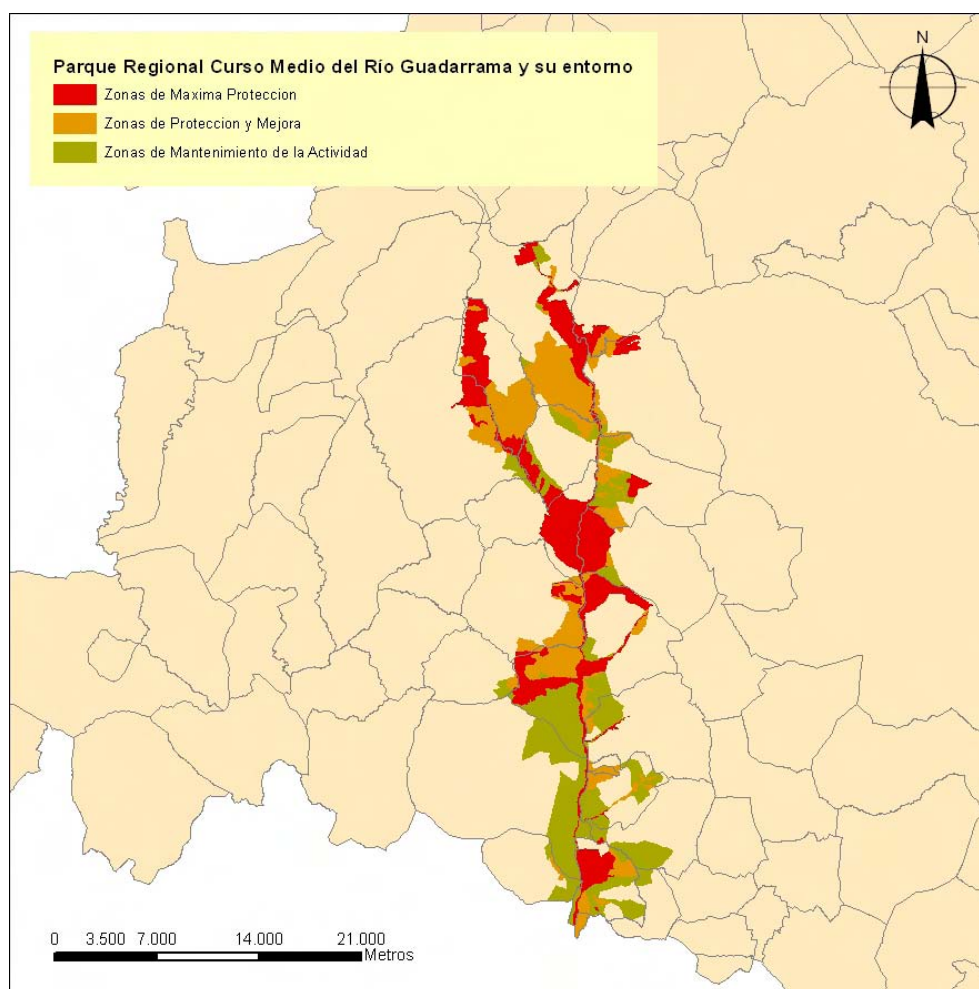 Parque Regional Curso Medio del Río Guadarrama y su entorno
Zonas de Maxima Proteccion
Zonas de Proteccion y Mejora
Zonas de Mantenimiento de la Actividad
N
0 3.500 7.000 14.000 21.000
Metros